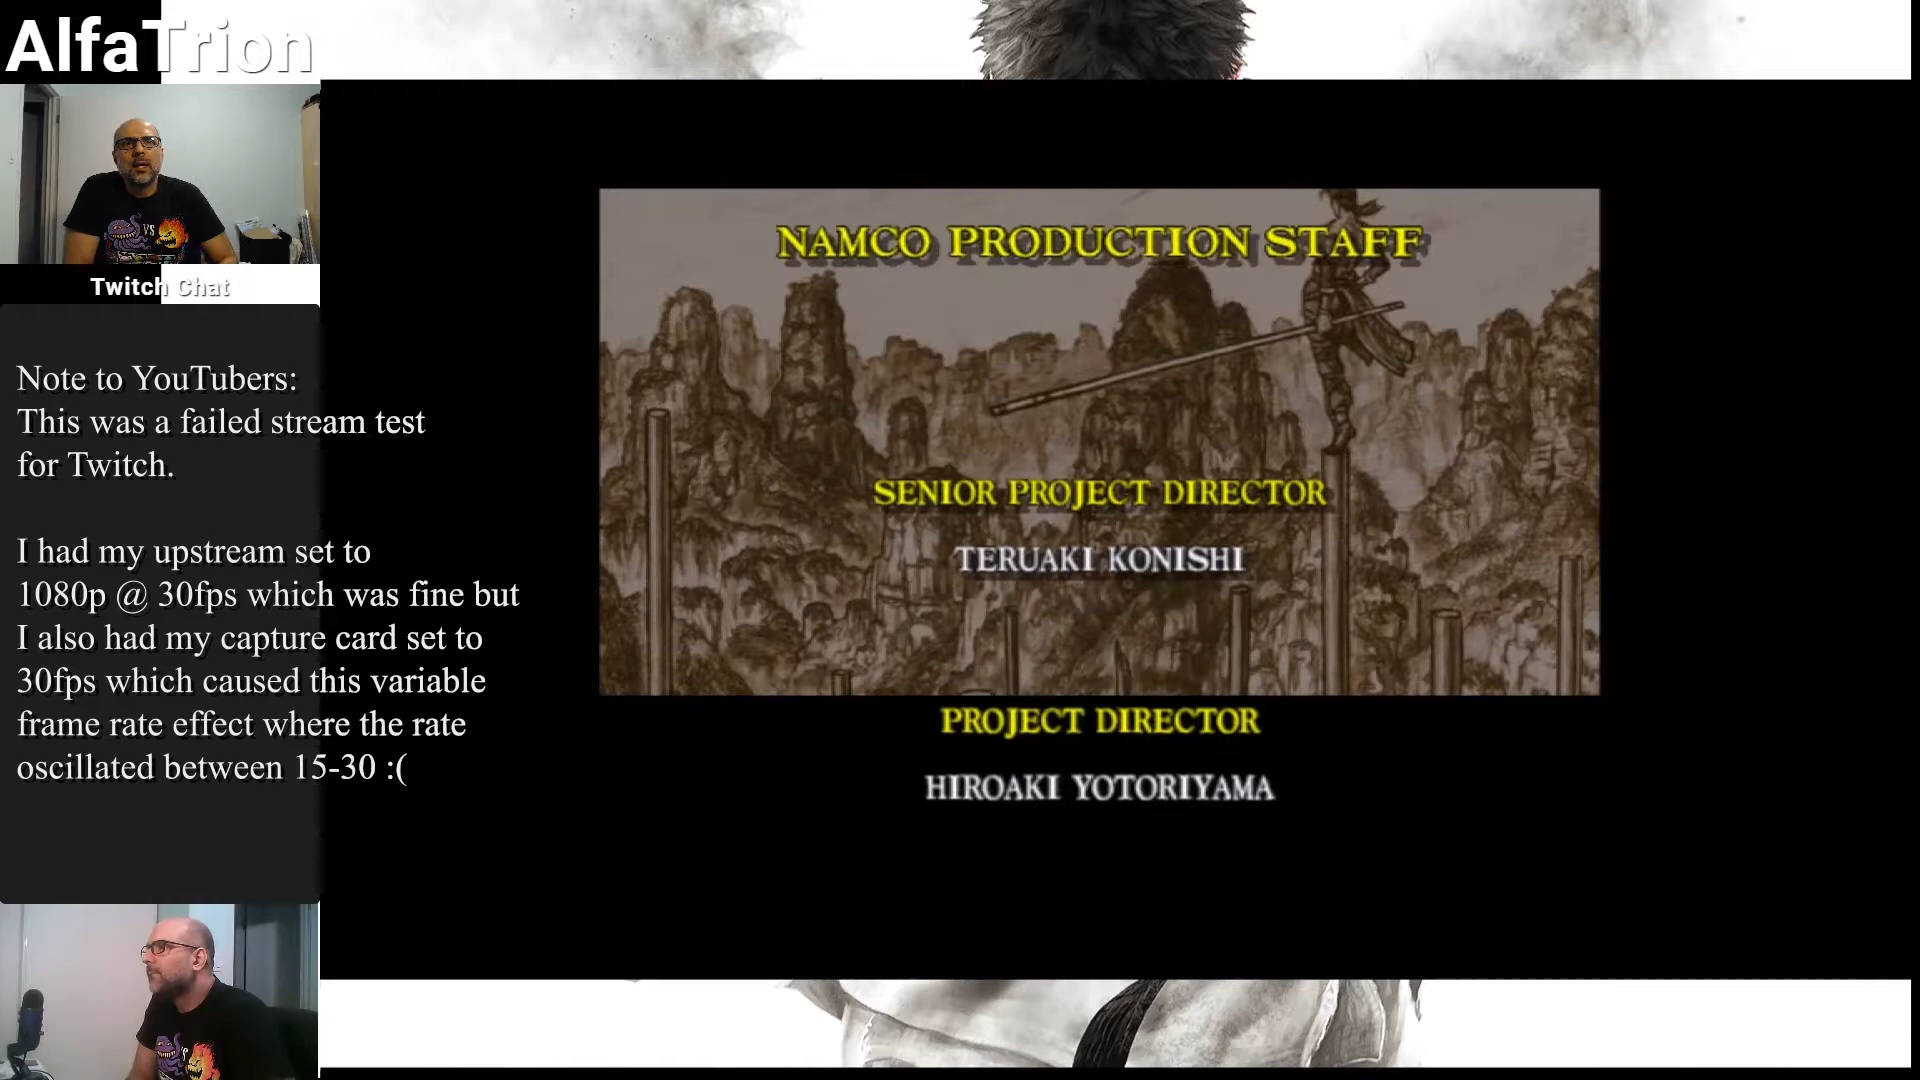 AlfaTrion
Twitch Chat
Note to YouTubers:
This was a failed stream test
for Twitch.
I had my upstream set to
1080p @ 30fps which was fine but
I also had my capture card set to
30fps which caused this variable
frame rate effect where the rate
oscillated between 15-30 :(
NAMCO PRODUCTION STAFF
SENIOR PROJECT DIRECTOR
TERUAKI KONISHI
PROJECT DIRECTOR
HIROAKI YOTORIYAMA
VS
VS